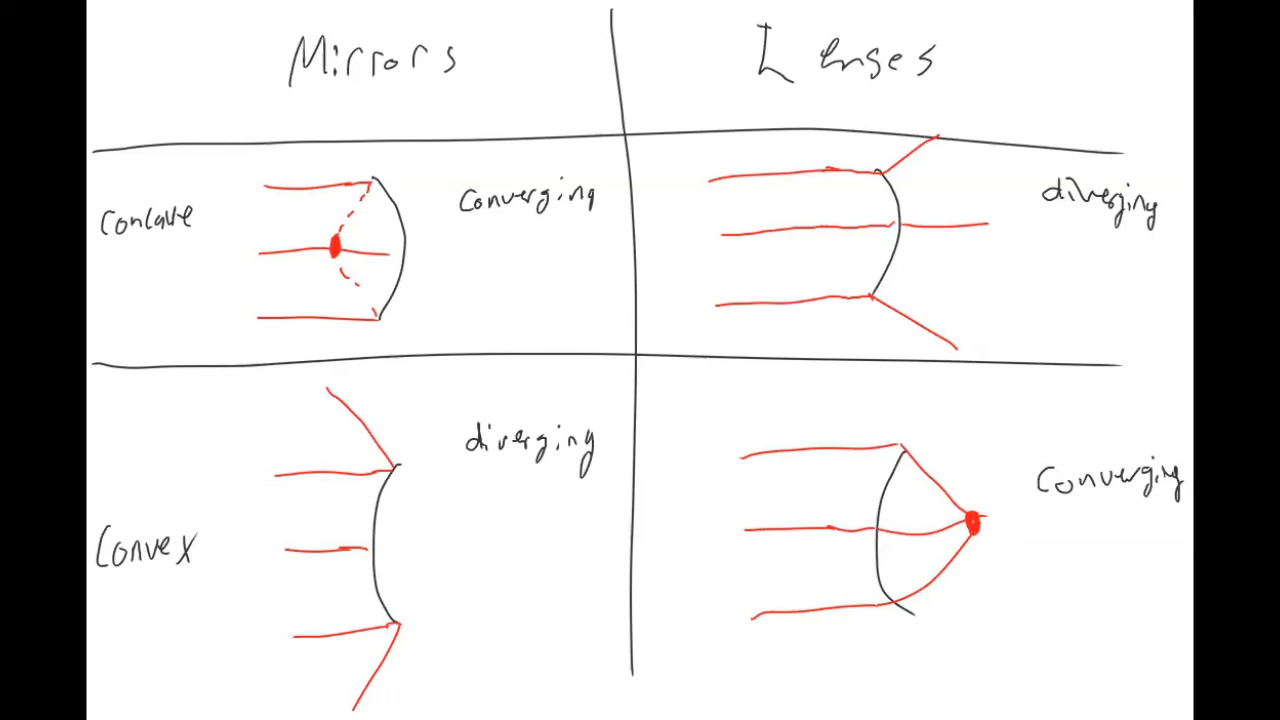 Mirrors
Lenses
Concave
Converging
diverging
Convex
diverging
Converging